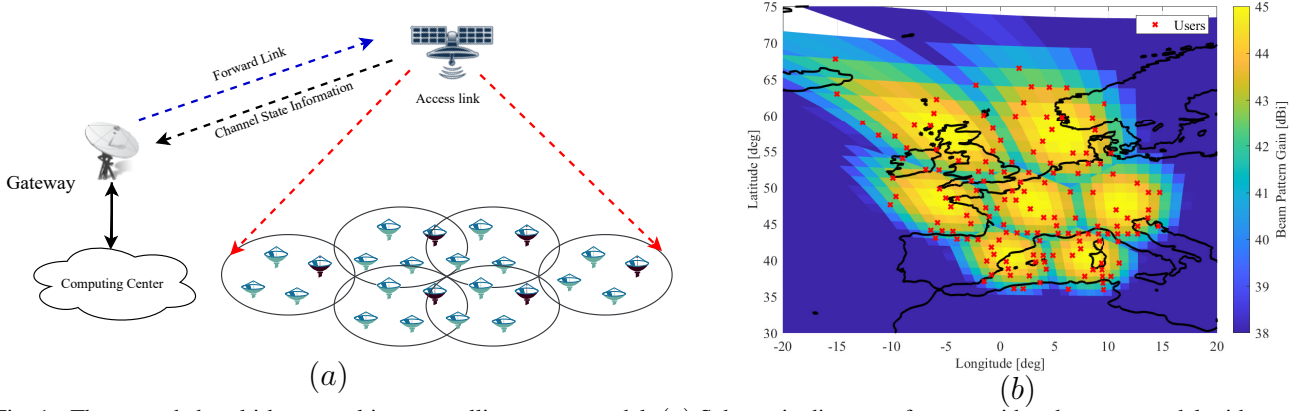 Forward Link
Channel State Information
Access link
Gateway
Computing Center
(a)
Users
75
70
65
60
55
50
45
40
35
30
Latitude [deg]
-20
-15
-10
-5
0
5
10
15
20
Longitude [deg]
45
44
43
42
41
40
39
38
Beam Pattern Gain [dBi]
(b)